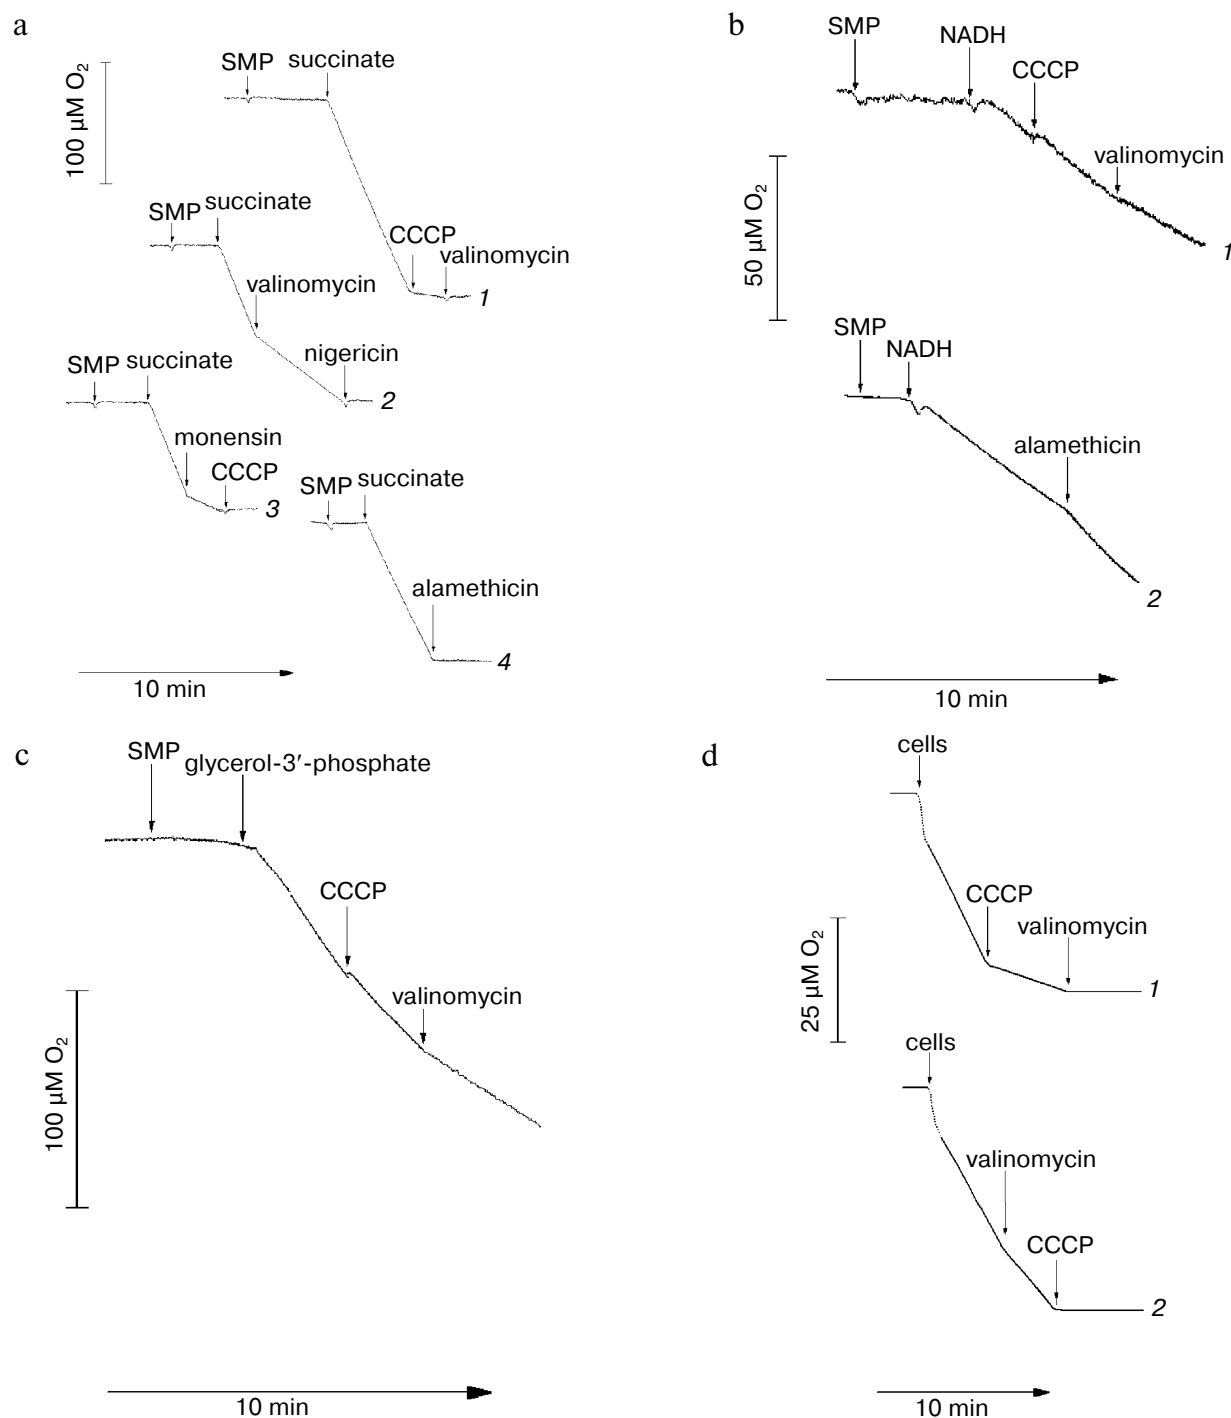 a
SMP
succinate
100 μM O₂
CCCP
valinomycin
1
SMP
succinate
valinomycin
nigericin
2
SMP
succinate
monensin
CCCP
3
SMP
succinate
alamethicin
4
10 min
b
SMP
NADH
CCCP
valinomycin
1
50 μM O₂
SMP
NADH
alamethicin
2
10 min
c
SMP
glycerol-3′-phosphate
CCCP
valinomycin
100 μM O₂
10 min
d
cells
CCCP
valinomycin
1
25 μM O₂
cells
valinomycin
CCCP
2
10 min